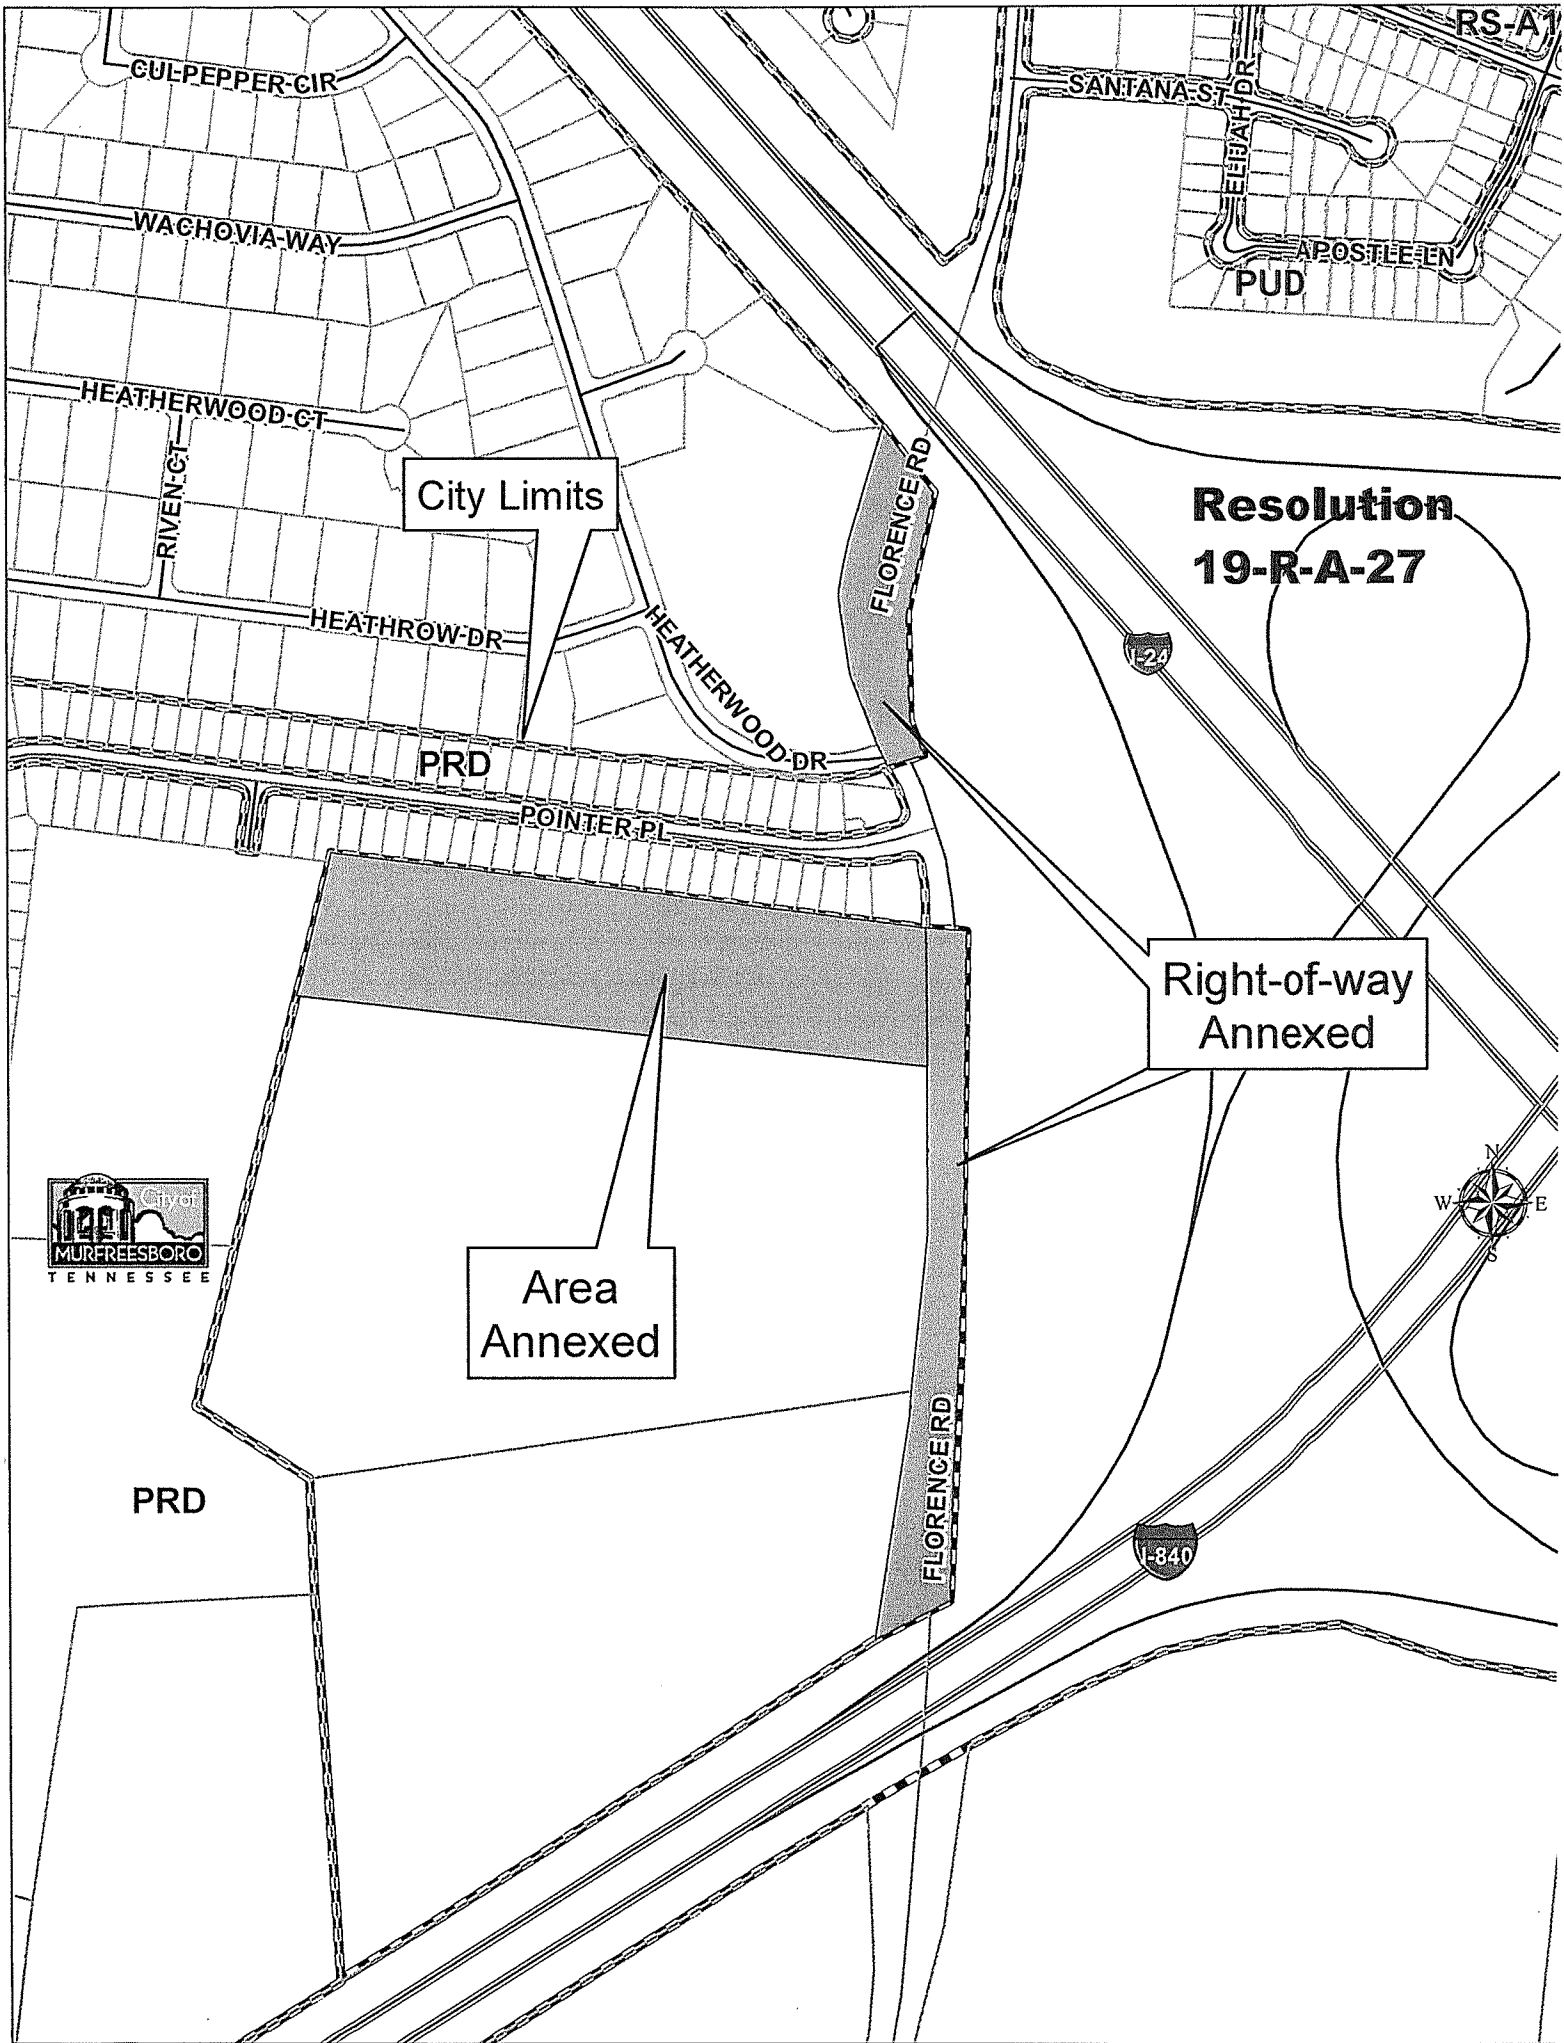 RS-A1
CULPEPPER CIR
SANTANA ST
ELIJAH DR
WACHOVIA WAY
APOSTLE LN
PUD
HEATHERWOOD CT
RIVEN CT
City Limits
FLORENCE RD
Resolution
19-R-A-27
HEATHROW DR
HEATHERWOOD DR
I-24
PRD
POINTER PL
Right-of-way
Annexed
N
W
E
S
City of
MURFREESBORO
TENNESSEE
Area
Annexed
FLORENCE RD
PRD
I-840